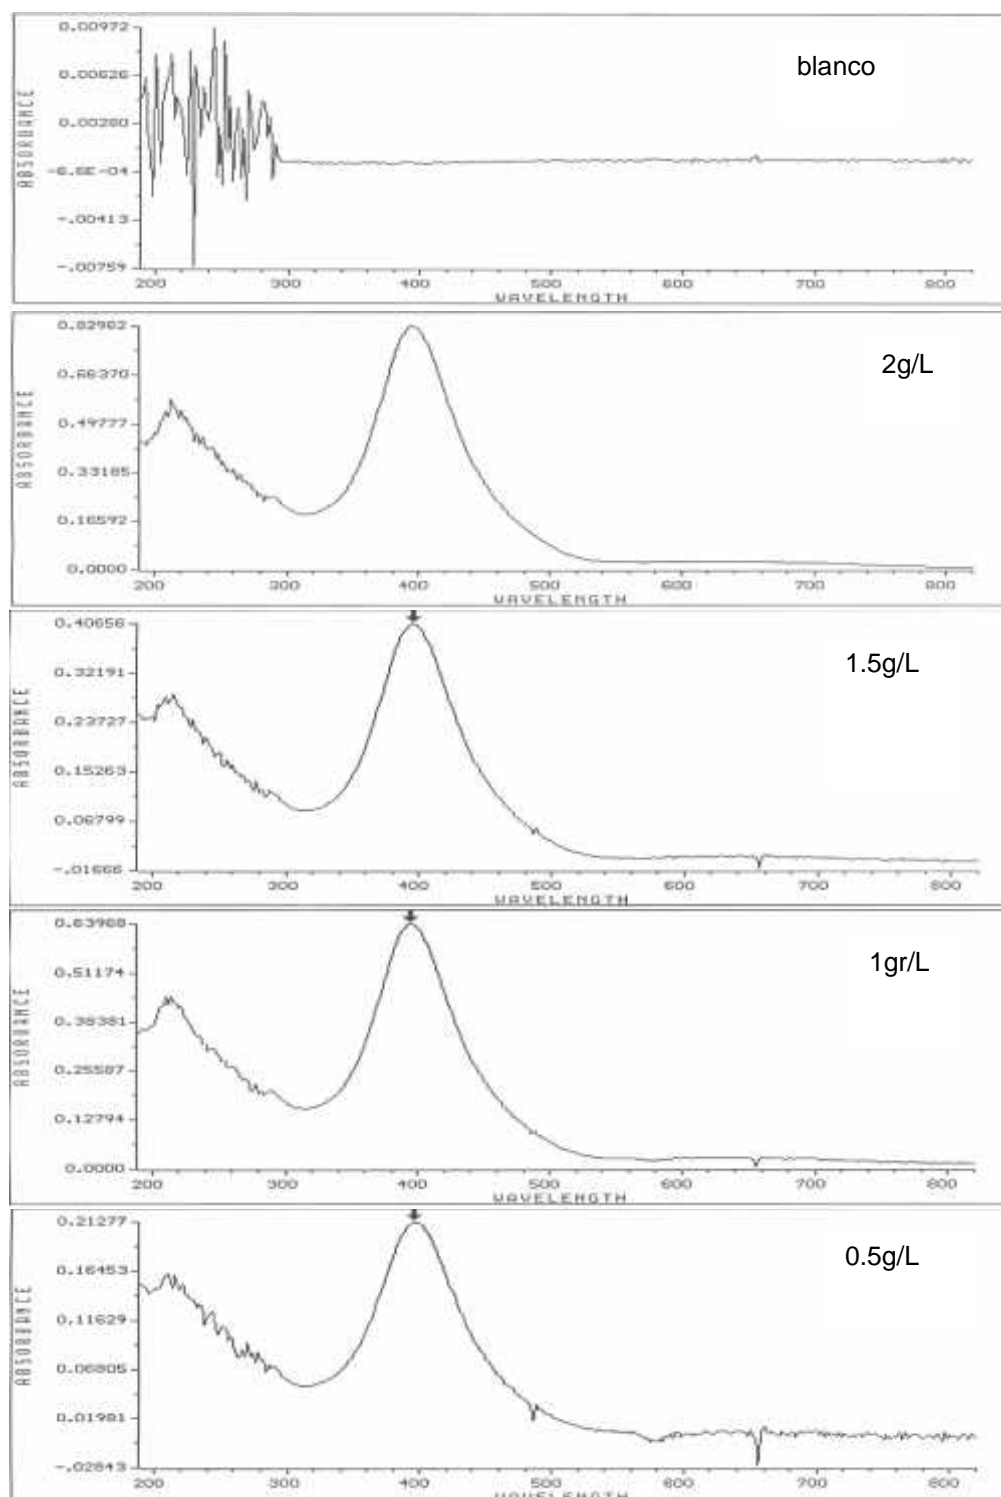 0.00972
blanco
0.00626
0.00280
-6.6E-04
-.00413
-.00759
ABSORBANCE
200 300 400 500 600 700 800
WAVELENGTH
0.82962
2g/L
0.66370
0.49777
0.33185
0.16592
0.0000
ABSORBANCE
200 300 400 500 600 700 800
WAVELENGTH
0.40656
1.5g/L
0.32191
0.23727
0.15263
0.06799
-.01666
ABSORBANCE
200 300 400 500 600 700 800
WAVELENGTH
0.63968
1gr/L
0.51174
0.38381
0.25587
0.12794
0.0000
ABSORBANCE
200 300 400 500 600 700 800
WAVELENGTH
0.21277
0.5g/L
0.16453
0.11629
0.06805
0.01981
-.02843
ABSORBANCE
200 300 400 500 600 700 800
WAVELENGTH